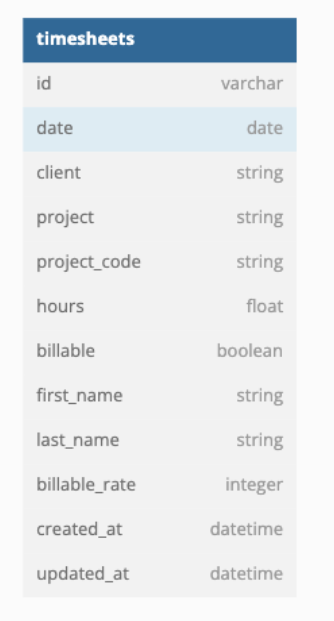 timesheets
id varchar
date date
client string
project string
project_code string
hours float
billable boolean
first_name string
last_name string
billable_rate integer
created_at datetime
updated_at datetime